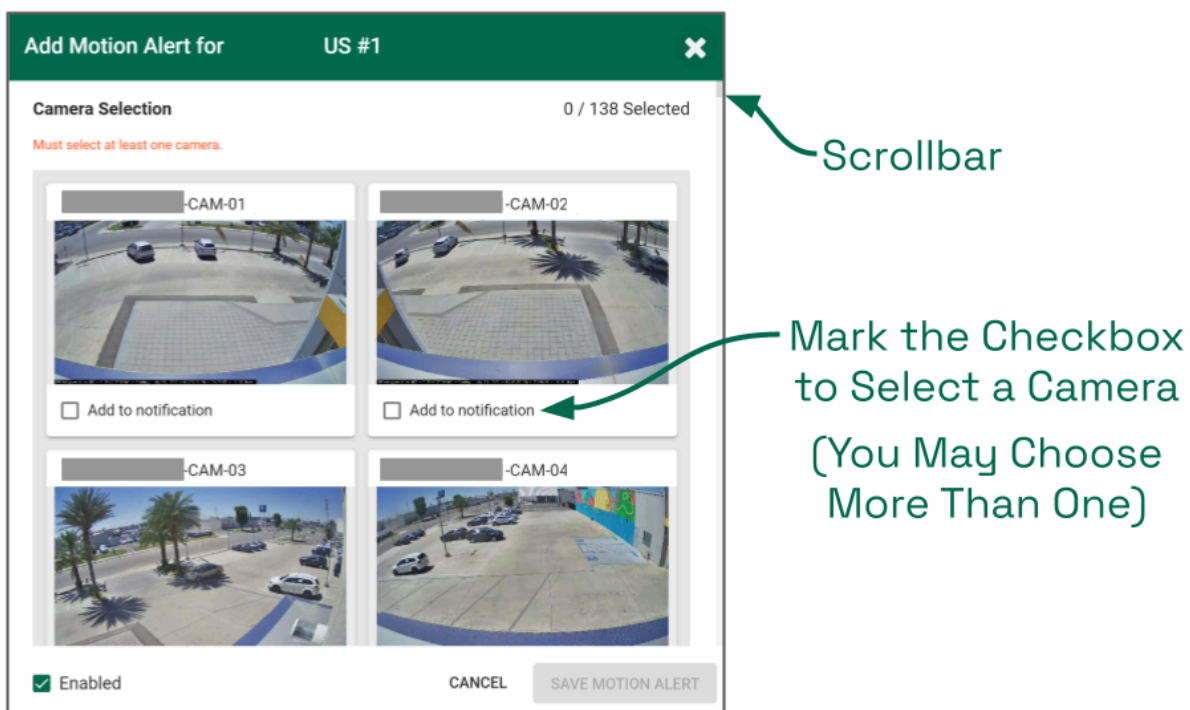 Add Motion Alert for US #1
Camera Selection
0 / 138 Selected
Must select at least one camera.
-CAM-01
-CAM-02
Add to notification
Add to notification
-CAM-03
-CAM-04
Enabled
CANCEL
SAVE MOTION ALERT
Scrollbar
Mark the Checkbox
to Select a Camera
(You May Choose
More Than One)